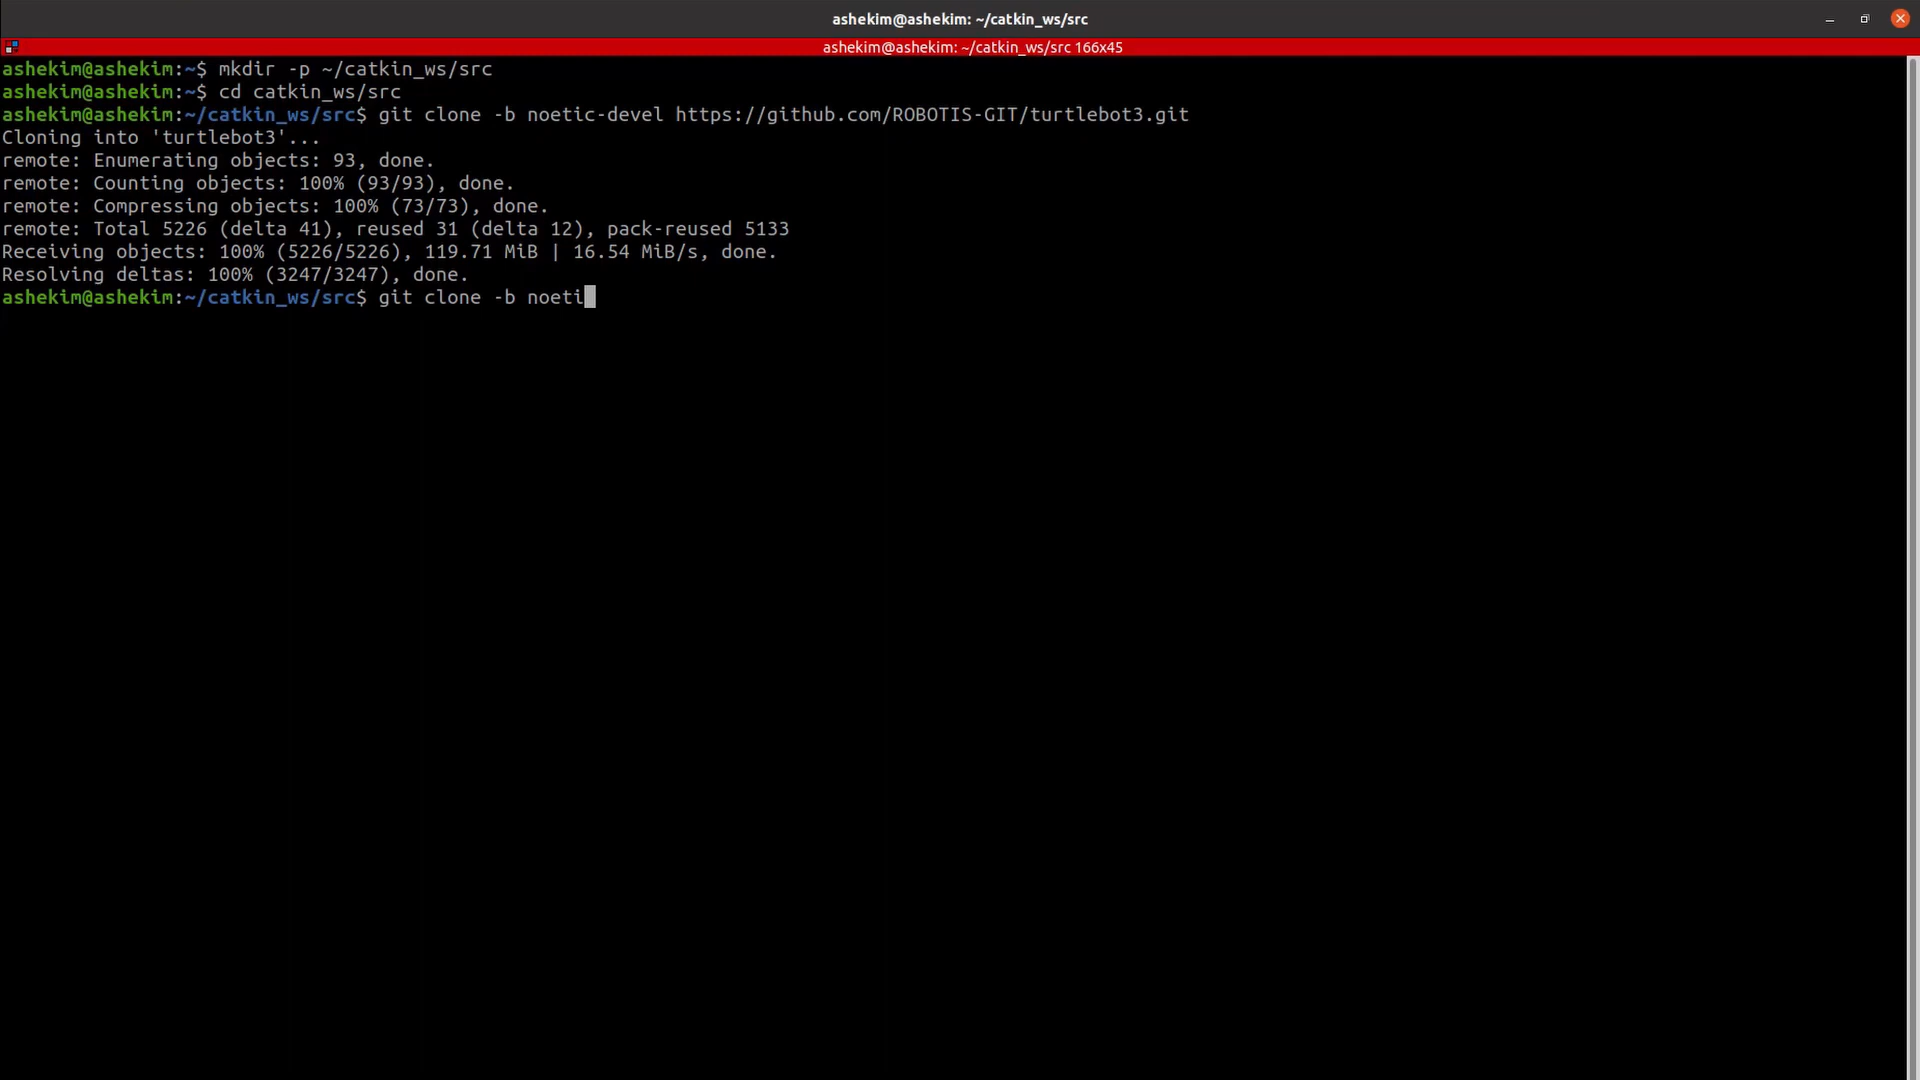 ashekim@ashekim: ~/catkin_ws/src
ashekim@ashekim: ~/catkin_ws/src 166x45
ashekim@ashekim:~$ mkdir -p ~/catkin_ws/src
ashekim@ashekim:~$ cd catkin_ws/src
ashekim@ashekim:~/catkin_ws/src$ git clone -b noetic-devel https://github.com/ROBOTIS-GIT/turtlebot3.git
Cloning into 'turtlebot3'...
remote: Enumerating objects: 93, done.
remote: Counting objects: 100% (93/93), done.
remote: Compressing objects: 100% (73/73), done.
remote: Total 5226 (delta 41), reused 31 (delta 12), pack-reused 5133
Receiving objects: 100% (5226/5226), 119.71 MiB | 16.54 MiB/s, done.
Resolving deltas: 100% (3247/3247), done.
ashekim@ashekim:~/catkin_ws/src$ git clone -b noeti